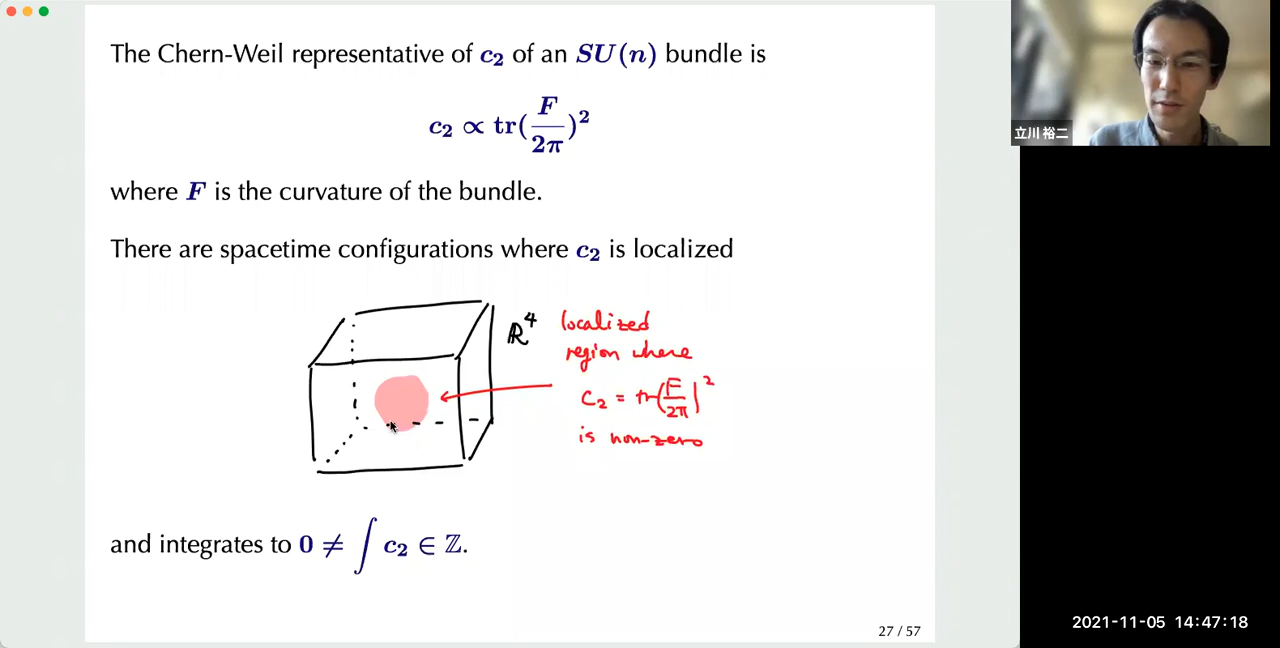 The Chern-Weil representative of c₂ of an SU(n) bundle is
c₂ ∝ tr(F/2π)²
where F is the curvature of the bundle.
There are spacetime configurations where c₂ is localized
ℝ⁴
localized
region where
C₂ = tr(F/2π)²
is non-zero
and integrates to 0 ≠ ∫ c₂ ∈ ℤ.
27 / 57
立川 裕二
2021-11-05 14:47:18